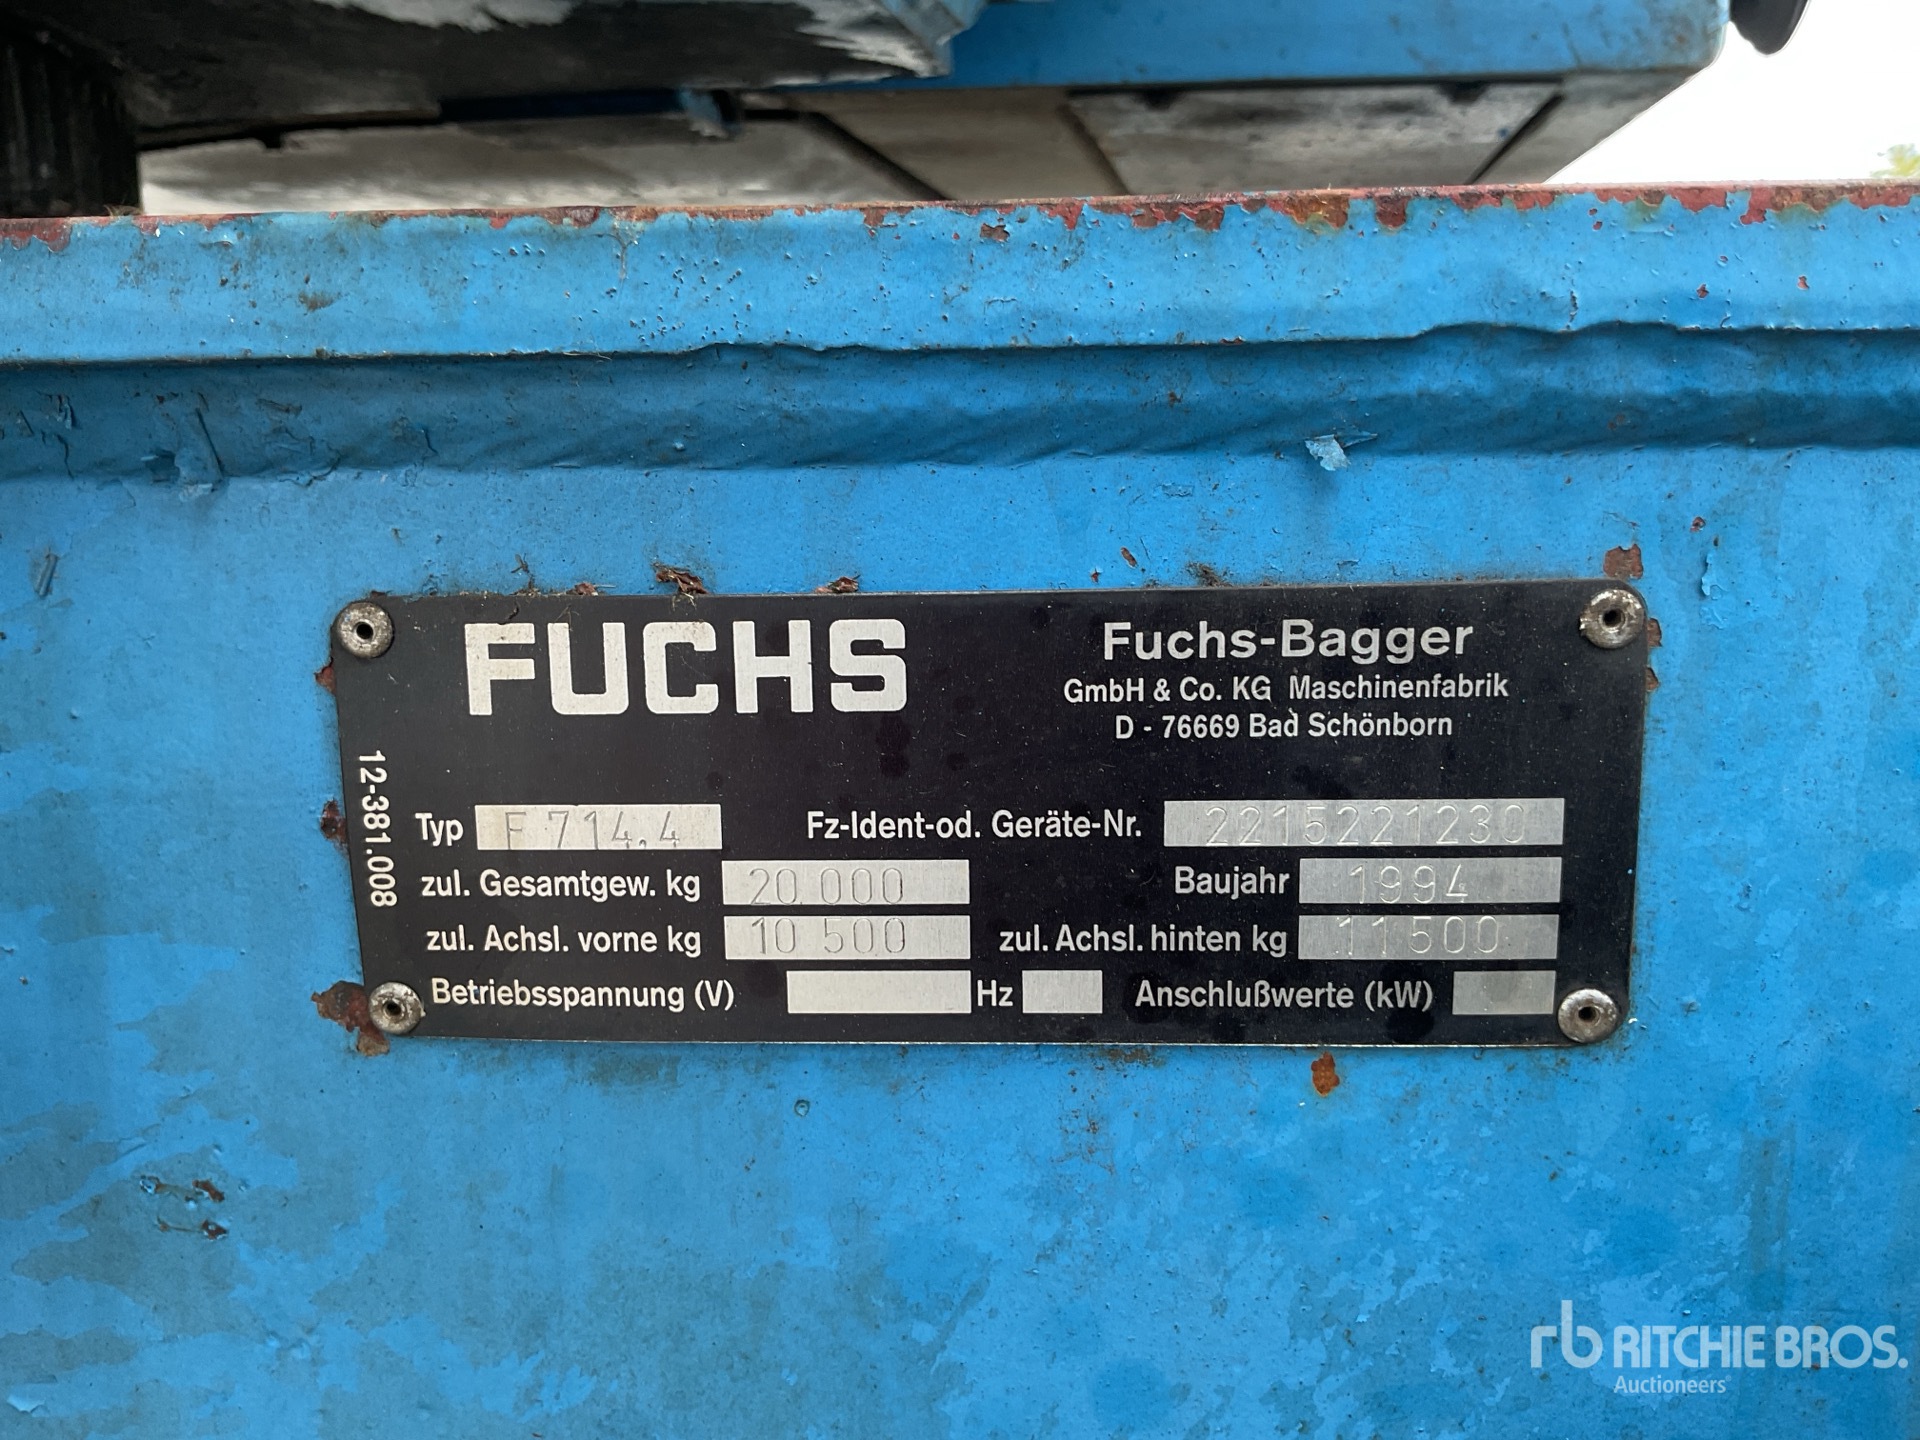 FUCHS
Fuchs-Bagger
GmbH & Co. KG Maschinenfabrik
D - 76669 Bad Schönborn
12-381.008
Typ F 714.4 Fz-Ident-od. Geräte-Nr. 2215221230
zul. Gesamtgew. kg 20.000 Baujahr 1994
zul. Achsl. vorne kg 10 500 zul. Achsl. hinten kg 11500
Betriebsspannung (V) Hz Anschlußwerte (kW)
rb RITCHIE BROS.
Auctioneers